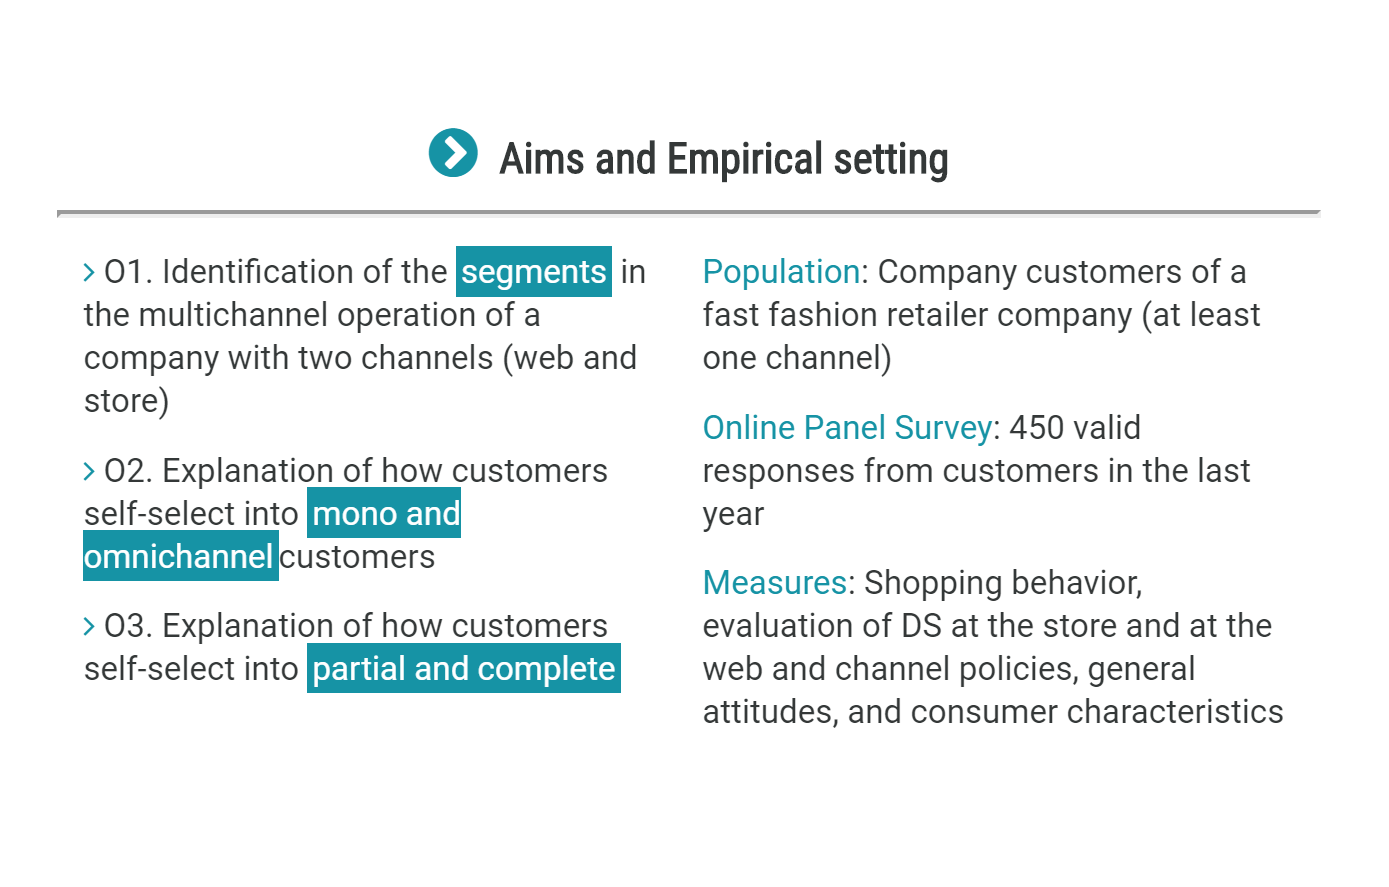 Aims and Empirical setting
> O1. Identification of the segments in
the multichannel operation of a
company with two channels (web and
store)
> O2. Explanation of how customers
self-select into mono and
omnichannel customers
> O3. Explanation of how customers
self-select into partial and complete
Population: Company customers of a
fast fashion retailer company (at least
one channel)
Online Panel Survey: 450 valid
responses from customers in the last
year
Measures: Shopping behavior,
evaluation of DS at the store and at the
web and channel policies, general
attitudes, and consumer characteristics